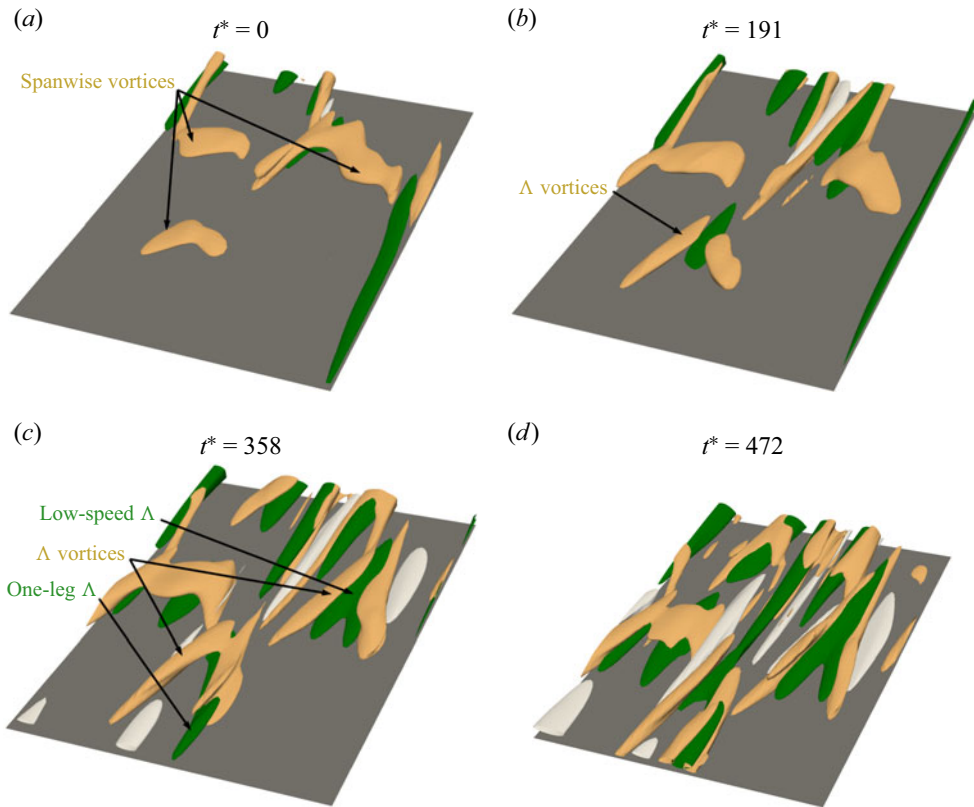 (a)
t* = 0
Spanwise vortices
(b)
t* = 191
Λ vortices
(c)
t* = 358
Low-speed Λ
Λ vortices
One-leg Λ
(d)
t* = 472